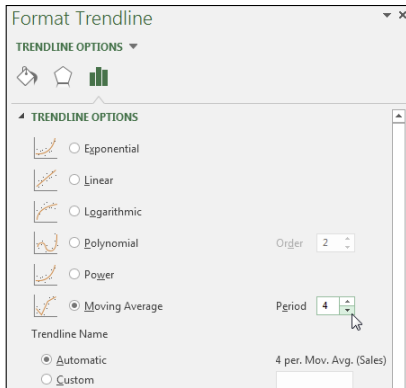 Format Trendline
TRENDLINE OPTIONS
TRENDLINE OPTIONS
Exponential
Linear
Logarithmic
Polynomial Order 2
Power
Moving Average Period 4
Trendline Name
Automatic 4 per. Mov. Avg. (Sales)
Custom